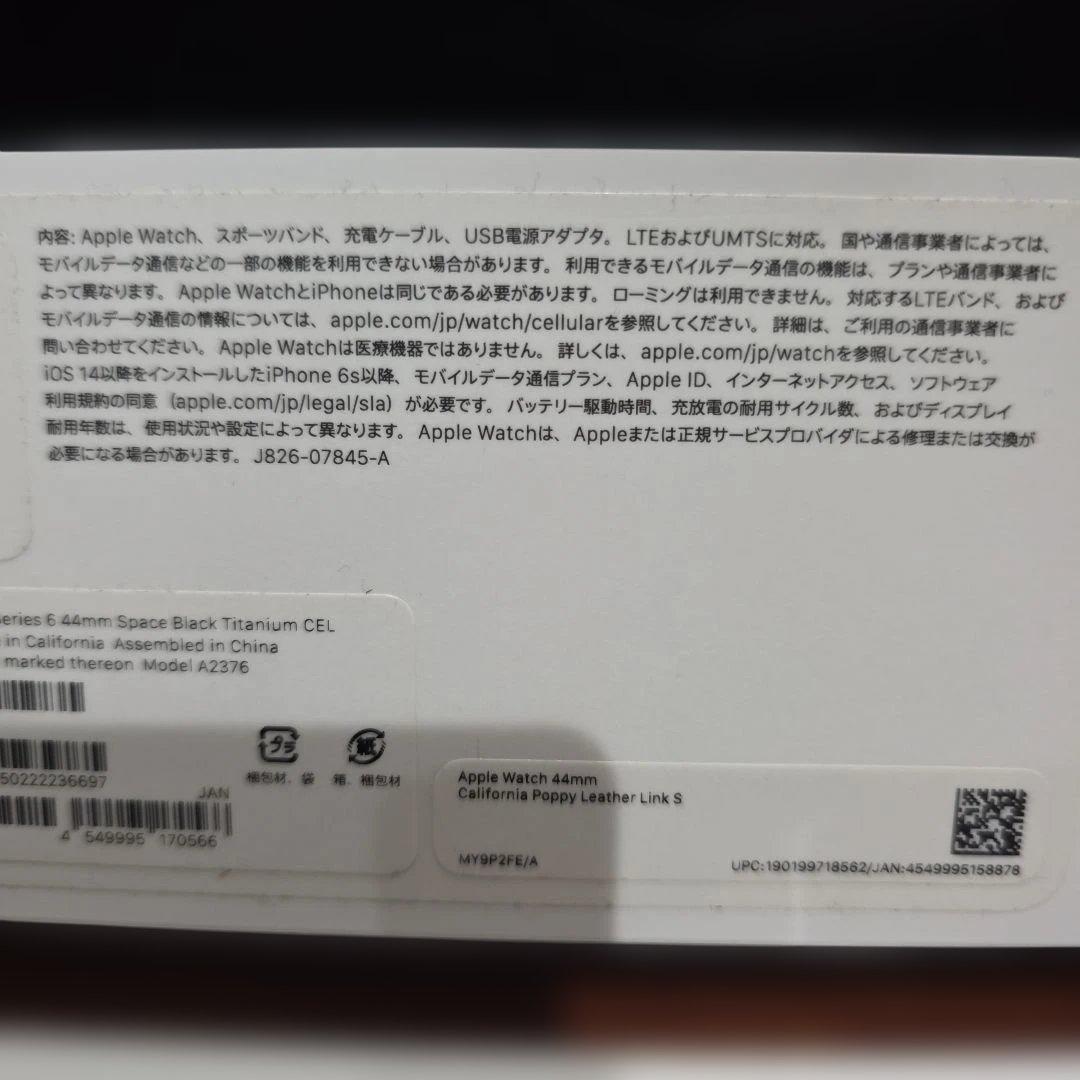 内容: Apple Watch、スポーツバンド、充電ケーブル、USB電源アダプタ。LTEおよびUMTSに対応。国や通信事業者によっては、
モバイルデータ通信などの一部の機能を利用できない場合があります。利用できるモバイルデータ通信の機能は、プランや通信事業者に
よって異なります。Apple WatchとiPhoneは同じである必要があります。ローミングは利用できません。対応するLTEバンド、および
モバイルデータ通信の情報については、apple.com/jp/watch/cellularを参照してください。詳細は、ご利用の通信事業者に
問い合わせてください。Apple Watchは医療機器ではありません。詳しくは、apple.com/jp/watchを参照してください。
iOS 14以降をインストールしたiPhone 6s以降、モバイルデータ通信プラン、Apple ID、インターネットアクセス、ソフトウェア
利用規約の同意（apple.com/jp/legal/sla）が必要です。バッテリー駆動時間、充放電の耐用サイクル数、およびディスプレイ
耐用年数は、使用状況や設定によって異なります。Apple Watchは、Appleまたは正規サービスプロバイダによる修理または交換が
必要になる場合があります。J826-07845-A
eries 6 44mm Space Black Titanium CEL
in California Assembled in China
marked thereon Model A2376
50222236697
JAN
4 549995 170566
プラ
紙
梱包材、袋
箱、梱包材
Apple Watch 44mm
California Poppy Leather Link S
MY9P2FE/A
UPC:190199718562/JAN:4549995158878